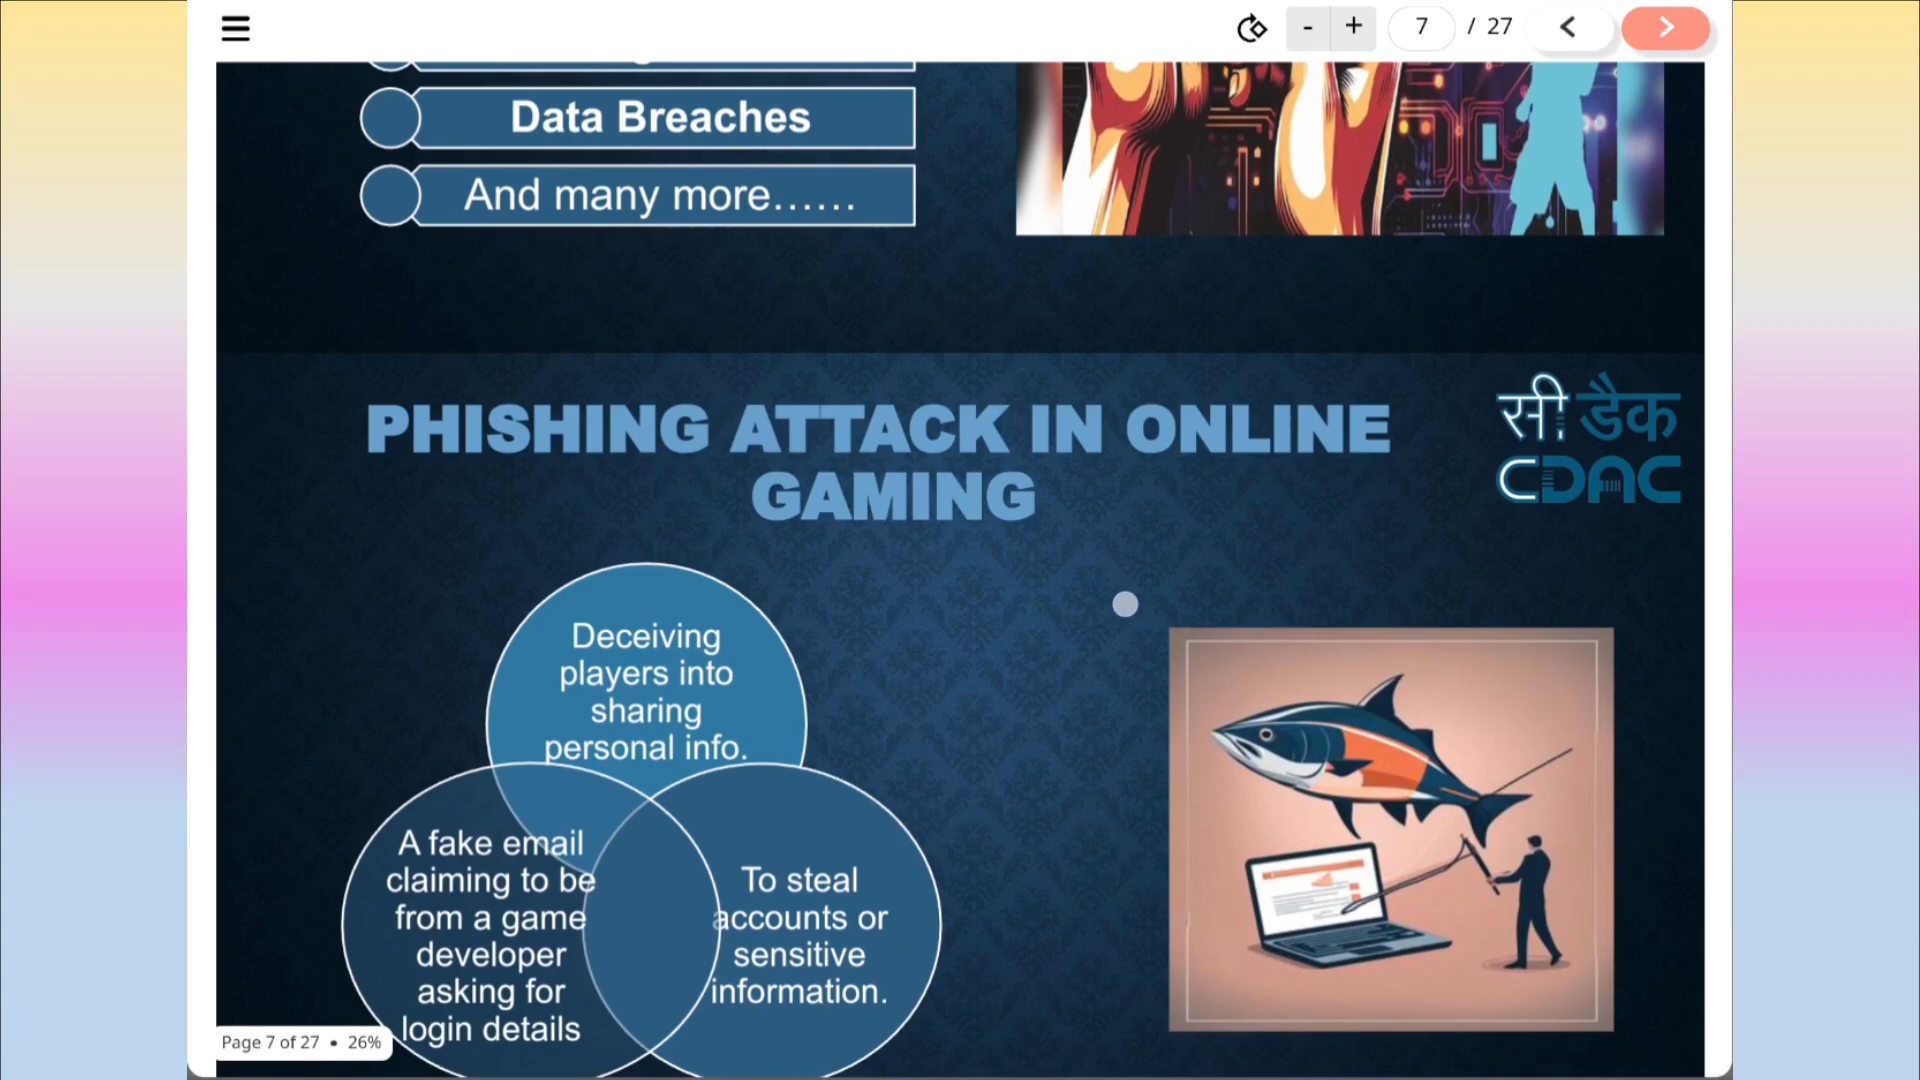 7 / 27
Data Breaches
And many more......
PHISHING ATTACK IN ONLINE
GAMING
सी डैक
CDAC
Deceiving
players into
sharing
personal info.
A fake email
claiming to be
from a game
developer
asking for
login details
To steal
accounts or
sensitive
information.
Page 7 of 27 • 26%